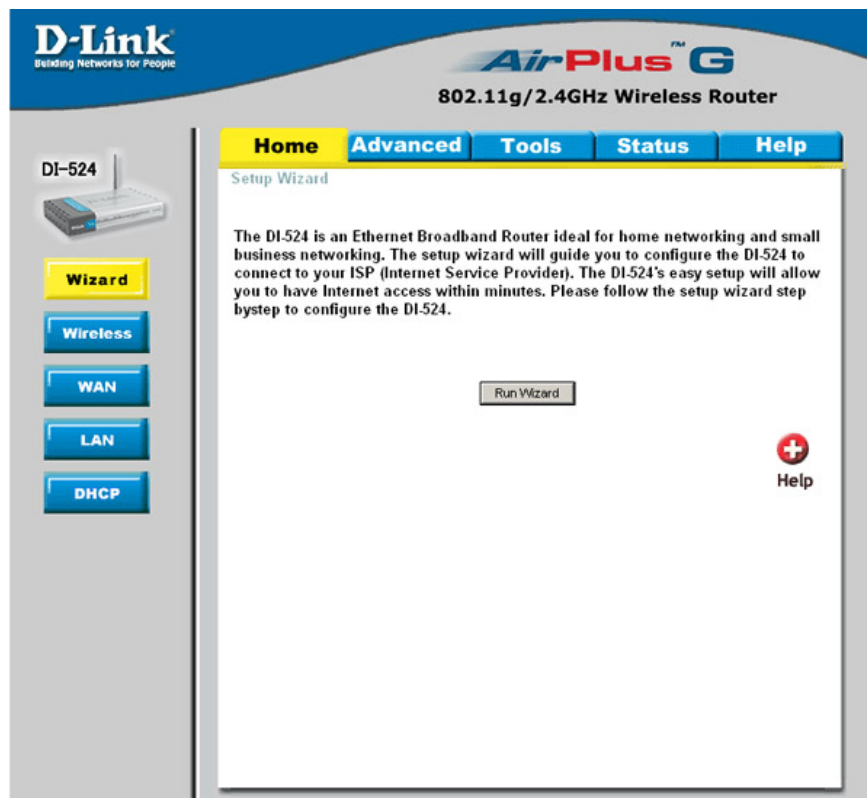 D-Link
Building Networks for People
AirPlus™ G
802.11g/2.4GHz Wireless Router
DI-524
Home
Advanced
Tools
Status
Help
Wizard
Wireless
WAN
LAN
DHCP
Setup Wizard
The DI-524 is an Ethernet Broadband Router ideal for home networking and small
business networking. The setup wizard will guide you to configure the DI-524 to
connect to your ISP (Internet Service Provider). The DI-524's easy setup will allow
you to have Internet access within minutes. Please follow the setup wizard step
bystep to configure the DI-524.
Run Wizard
Help